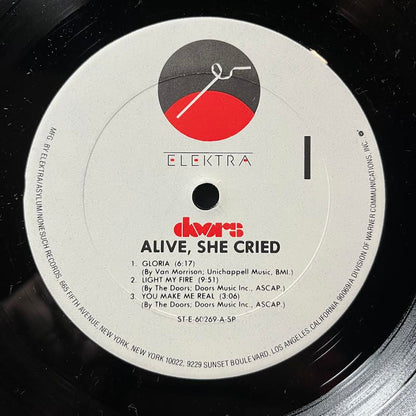 ELEKTRA
I
doors
ALIVE, SHE CRIED
1. GLORIA (6:17)
(By Van Morrison; Unichappell Music, BMI.)
2. LIGHT MY FIRE (9:51)
(By The Doors; Doors Music Inc., ASCAP.)
3. YOU MAKE ME REAL (3:06)
(By The Doors; Doors Music Inc., ASCAP.)
ST-E-60269-A-SP
MFG. BY ELEKTRA/ASYLUM/NONESUCH RECORDS, 665 FIFTH AVENUE, NEW YORK, NEW YORK 10022, 9229 SUNSET BOULEVARD, LOS ANGELES, CALIFORNIA 90069/A DIVISION OF WARNER COMMUNICATIONS, INC.